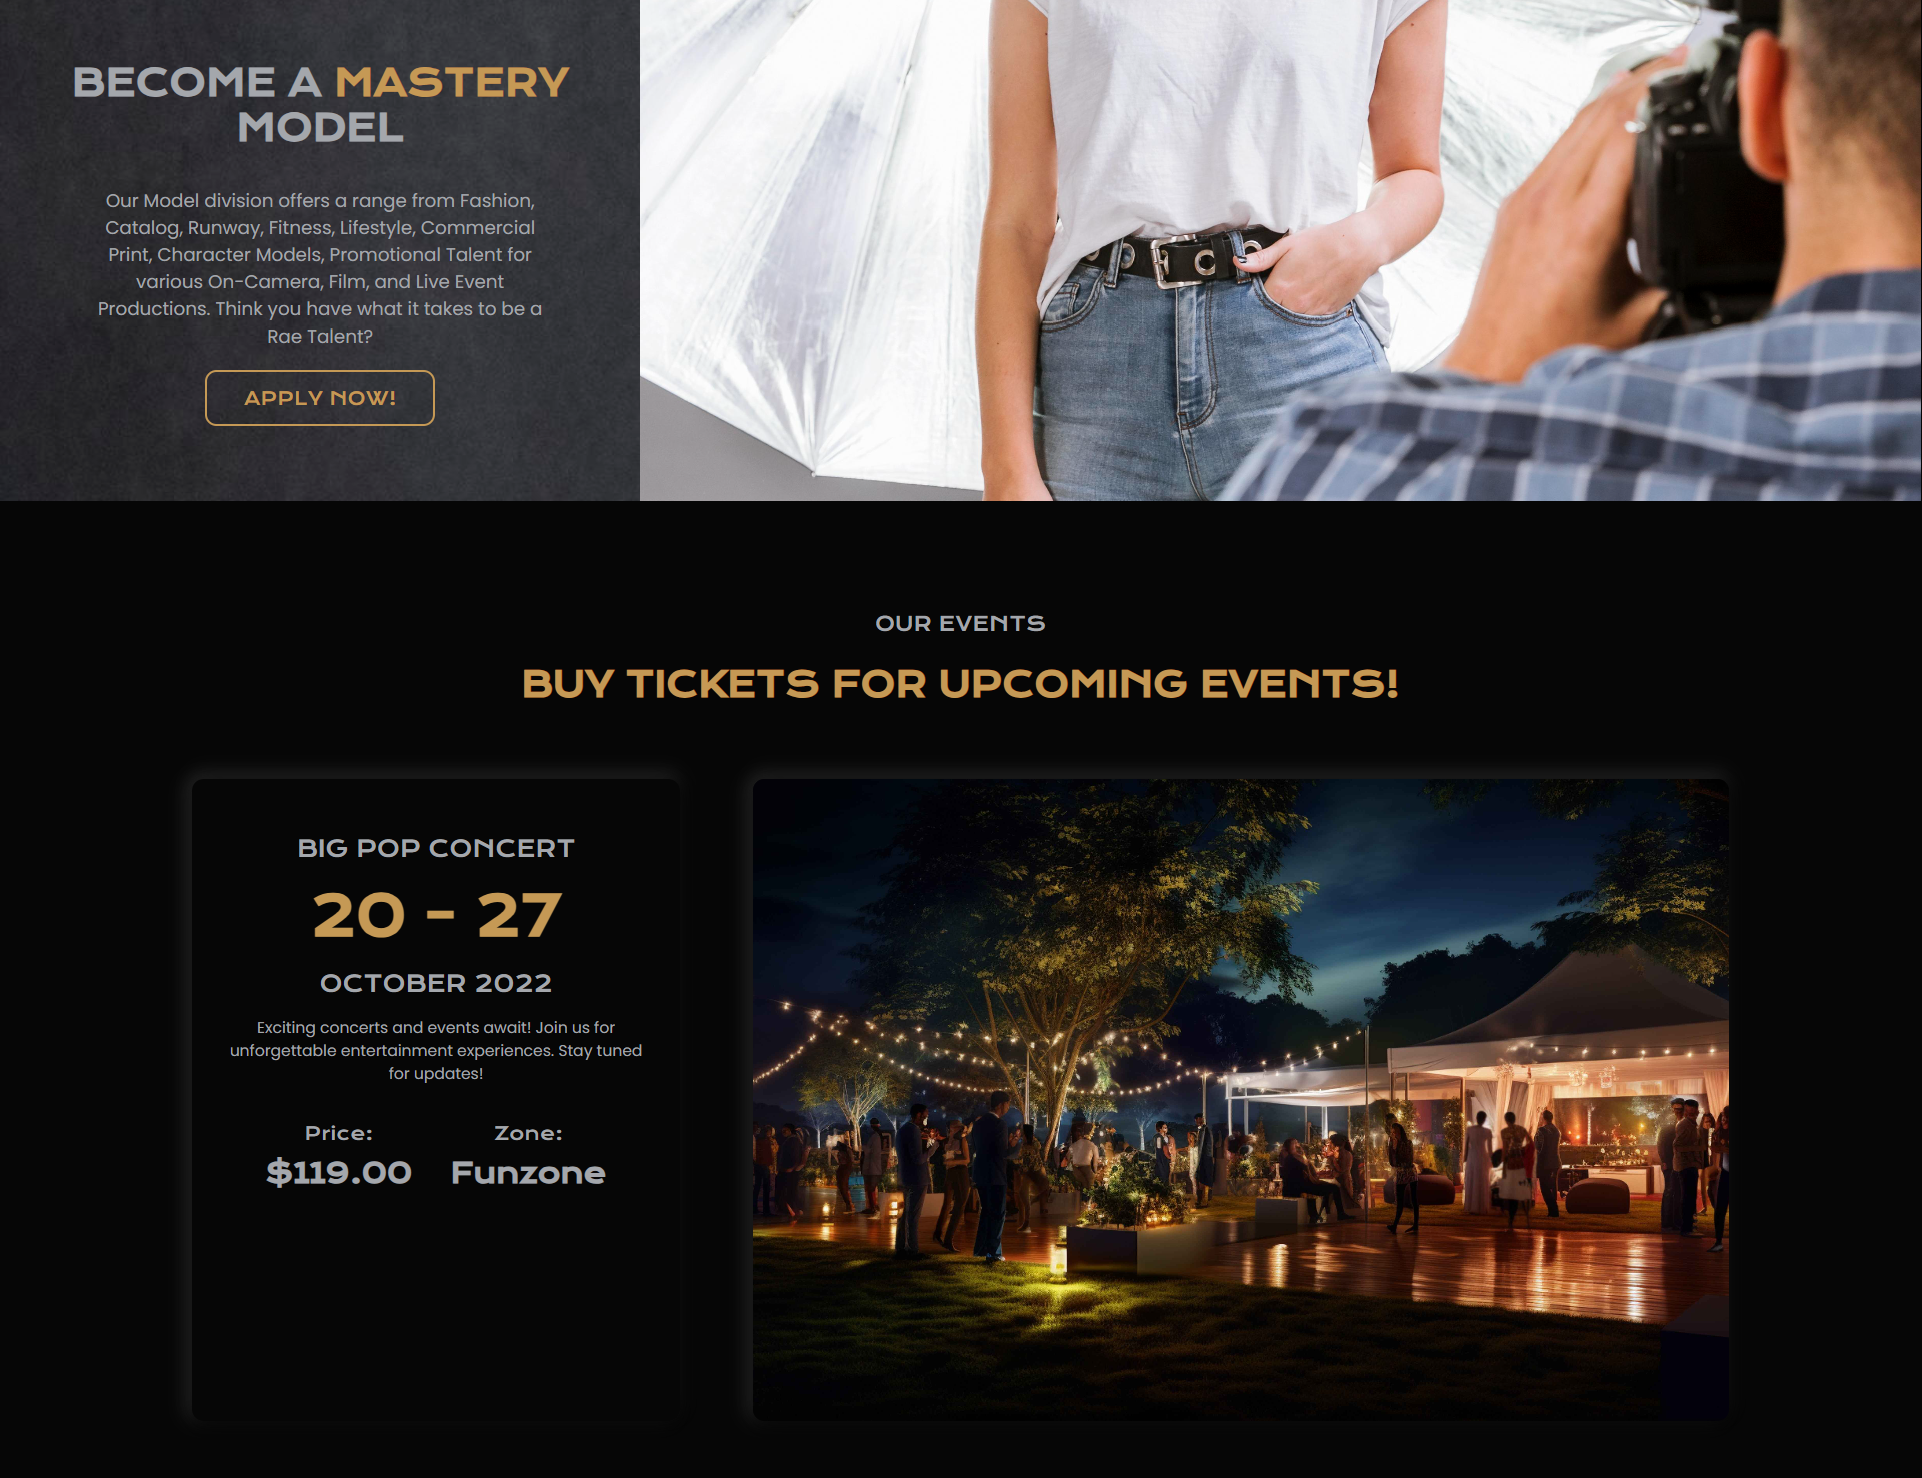 BECOME A MASTERY
MODEL
Our Model division offers a range from Fashion,
Catalog, Runway, Fitness, Lifestyle, Commercial
Print, Character Models, Promotional Talent for
various On-Camera, Film, and Live Event
Productions. Think you have what it takes to be a
Rae Talent?
APPLY NOW!
OUR EVENTS
BUY TICKETS FOR UPCOMING EVENTS!
BIG POP CONCERT
20 - 27
OCTOBER 2022
Exciting concerts and events await! Join us for
unforgettable entertainment experiences. Stay tuned
for updates!
Price: Zone:
$119.00 Funzone